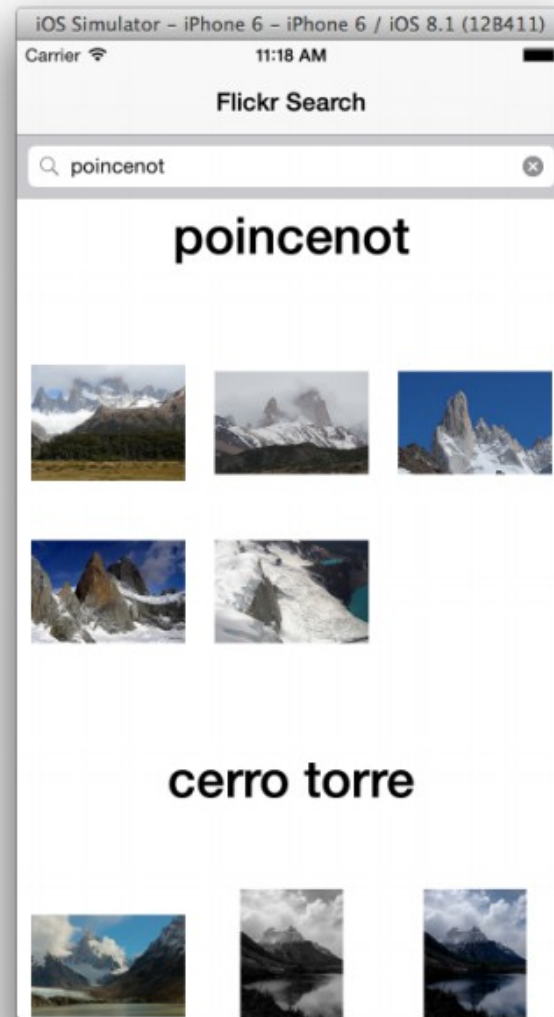 iOS Simulator – iPhone 6 – iPhone 6 / iOS 8.1 (12B411)
Carrier 11:18 AM
Flickr Search
poincenot
poincenot
cerro torre